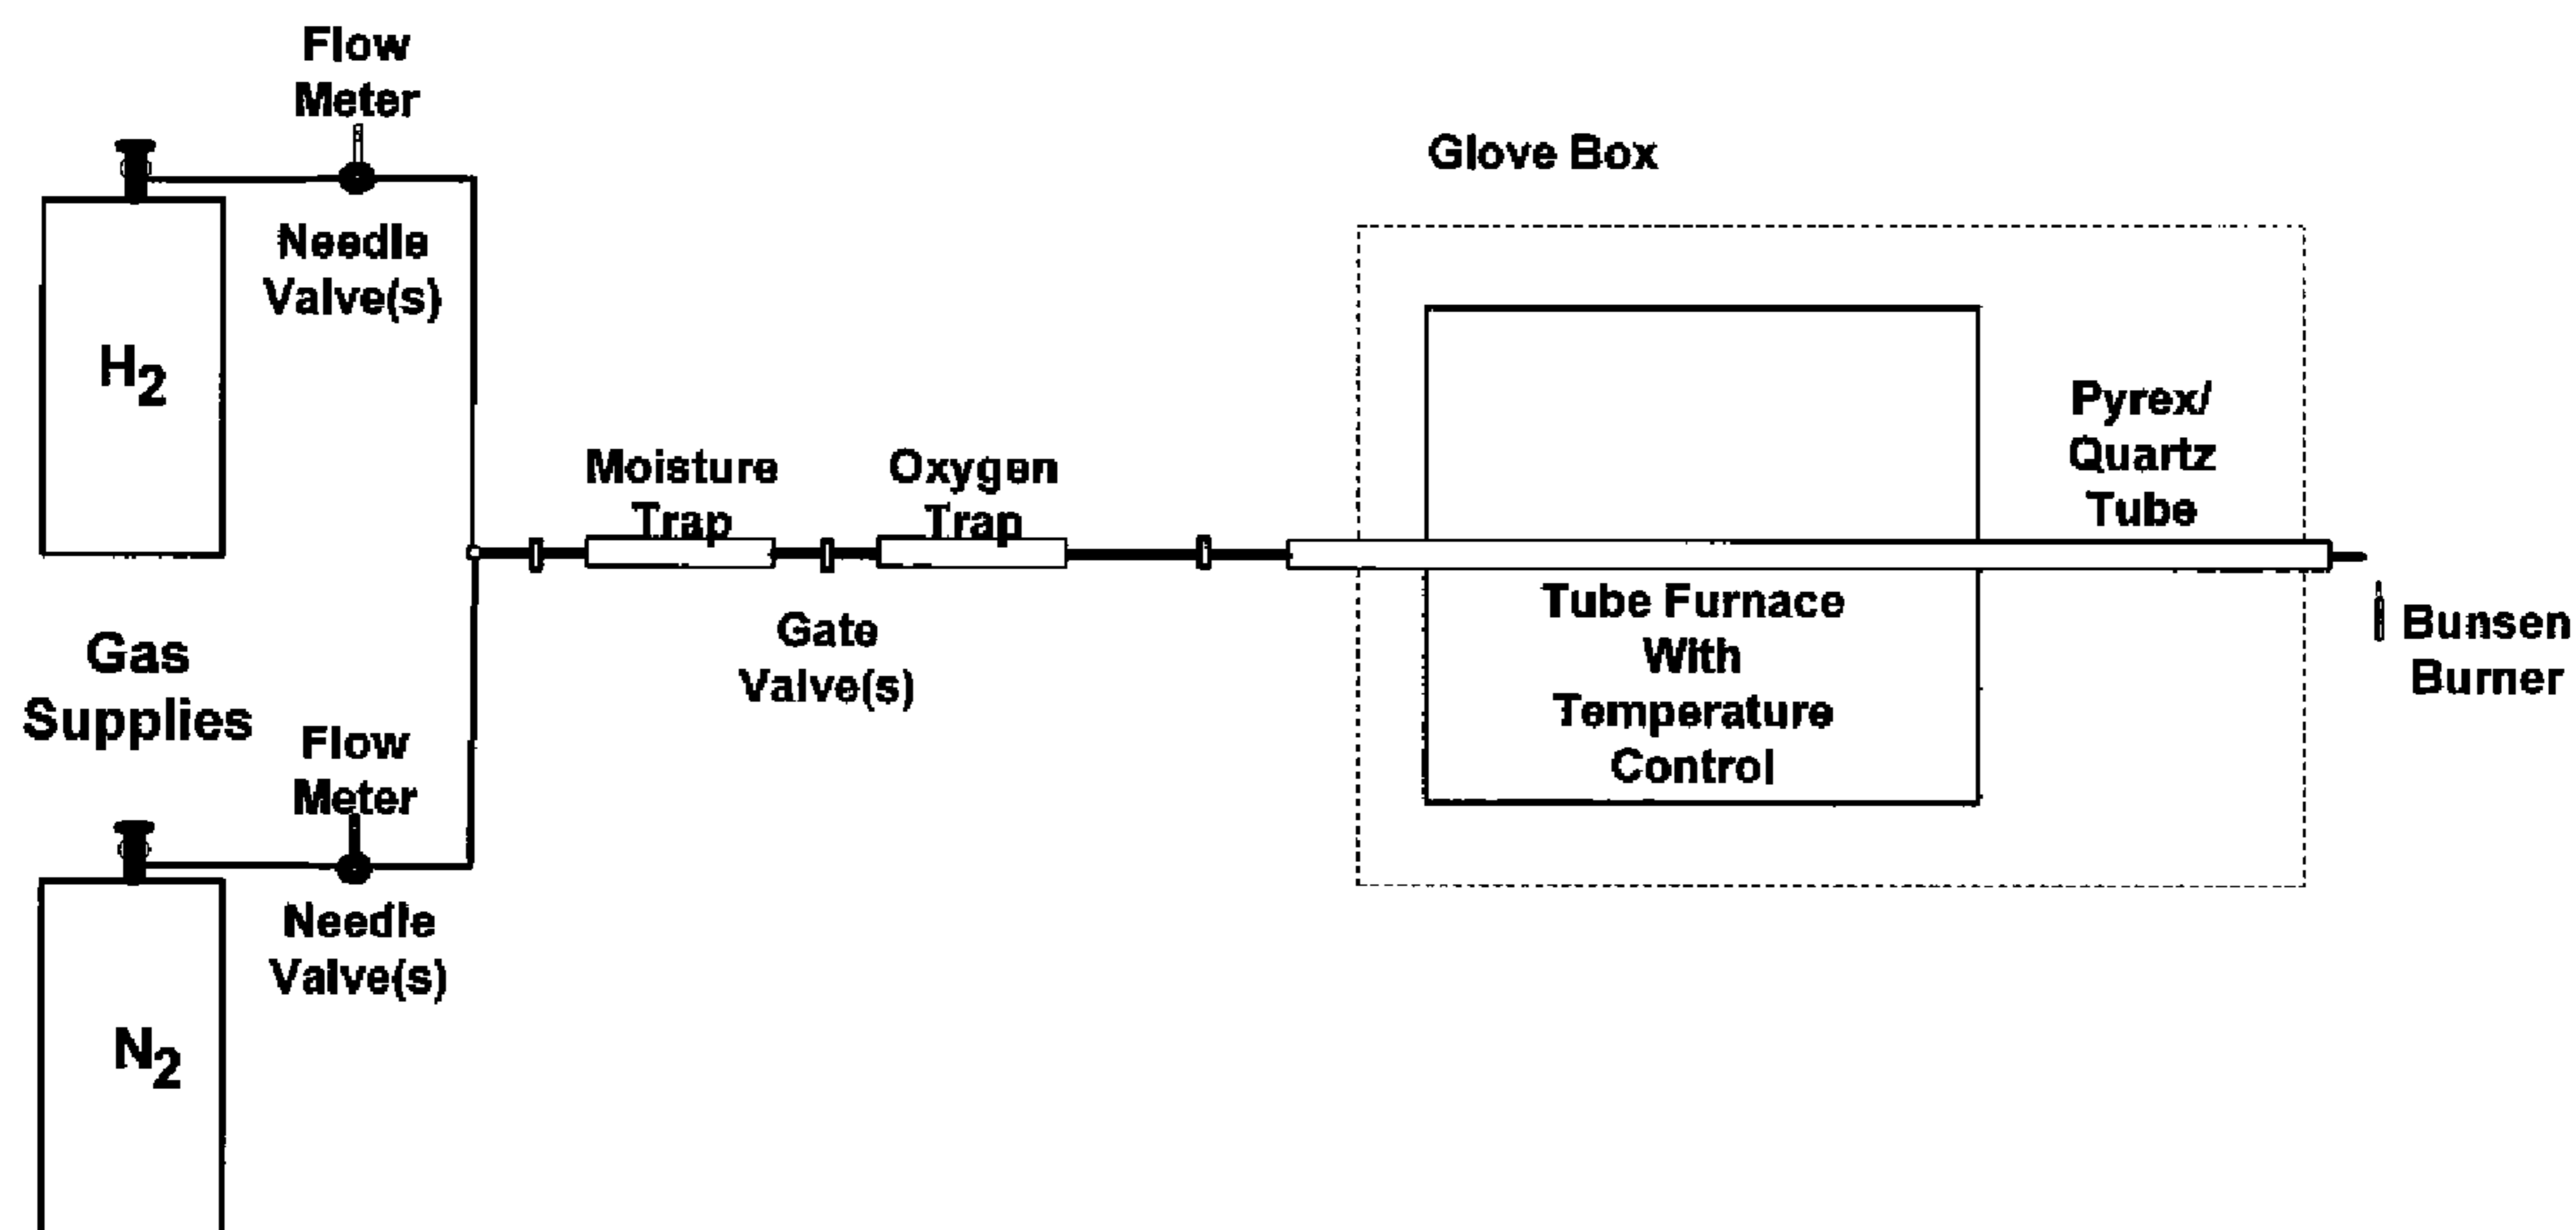 Flow
Meter
Needle
Valve(s)
H2
Gas
Supplies
Flow
Meter
Needle
Valve(s)
N2
Moisture
Trap
Oxygen
Trap
Gate
Valve(s)
Glove Box
Pyrex/
Quartz
Tube
Tube Furnace
With
Temperature
Control
Bunsen
Burner